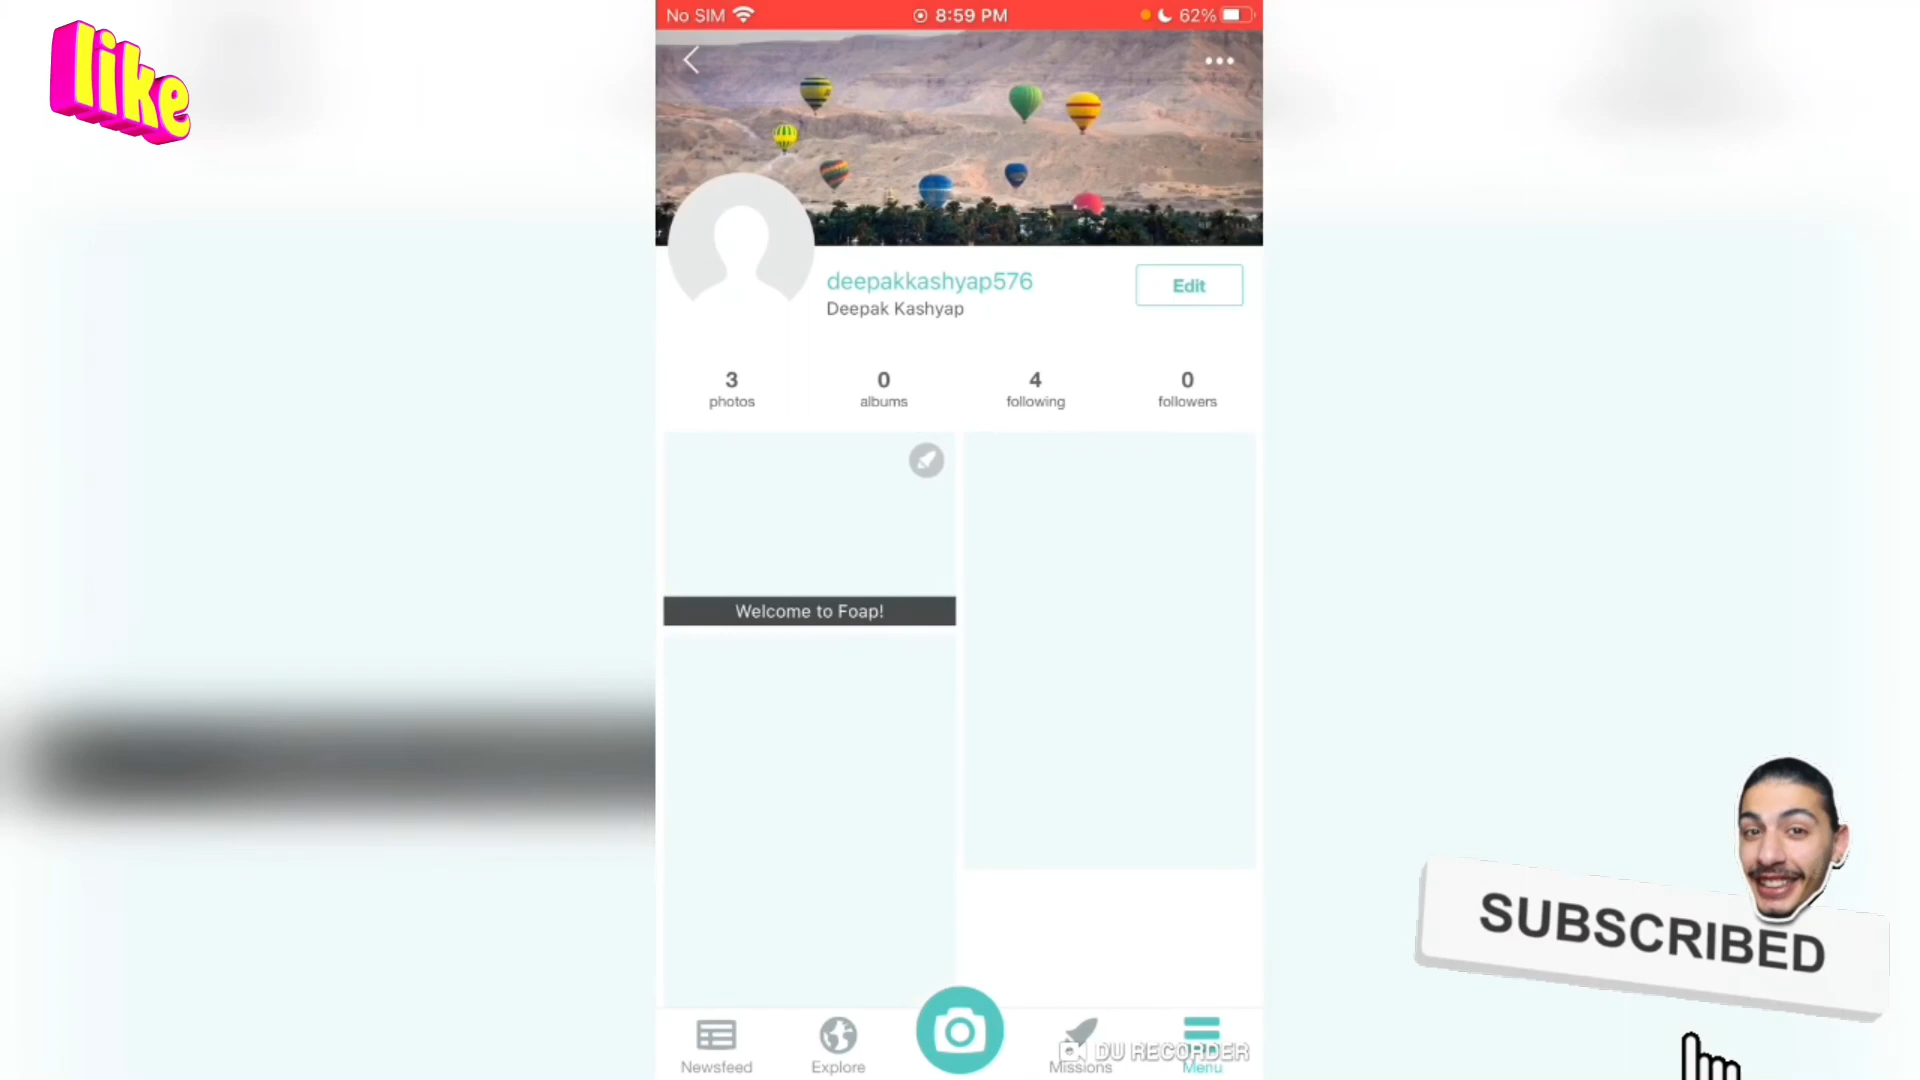 like
No SIM 8:59 PM 62%
deepakkashyap576
Edit
Deepak Kashyap
3 0 4 0
photos albums following followers
Welcome to Foap!
SUBSCRIBED
DU RECORDER
Newsfeed Explore Missions Menu